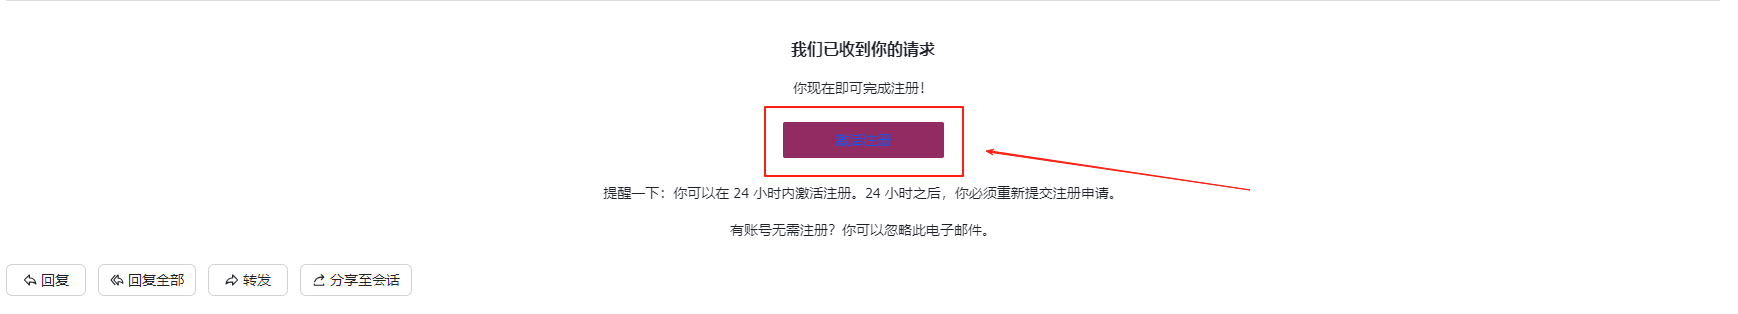 我们已收到你的请求
你现在即可完成注册！
激活注册
提醒一下：你可以在 24 小时内激活注册。24 小时之后，你必须重新提交注册申请。
有账号无需注册？你可以忽略此电子邮件。
回复 回复全部 转发 分享至会话